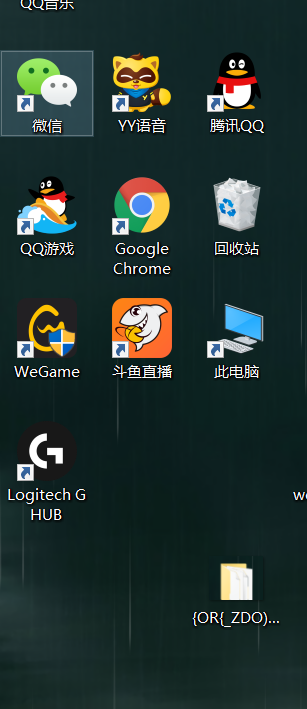 QQ音乐
微信
YY语音
腾讯QQ
QQ游戏
Google
Chrome
回收站
WeGame
斗鱼直播
此电脑
Logitech G
HUB
we
{OR{_ZDO)...